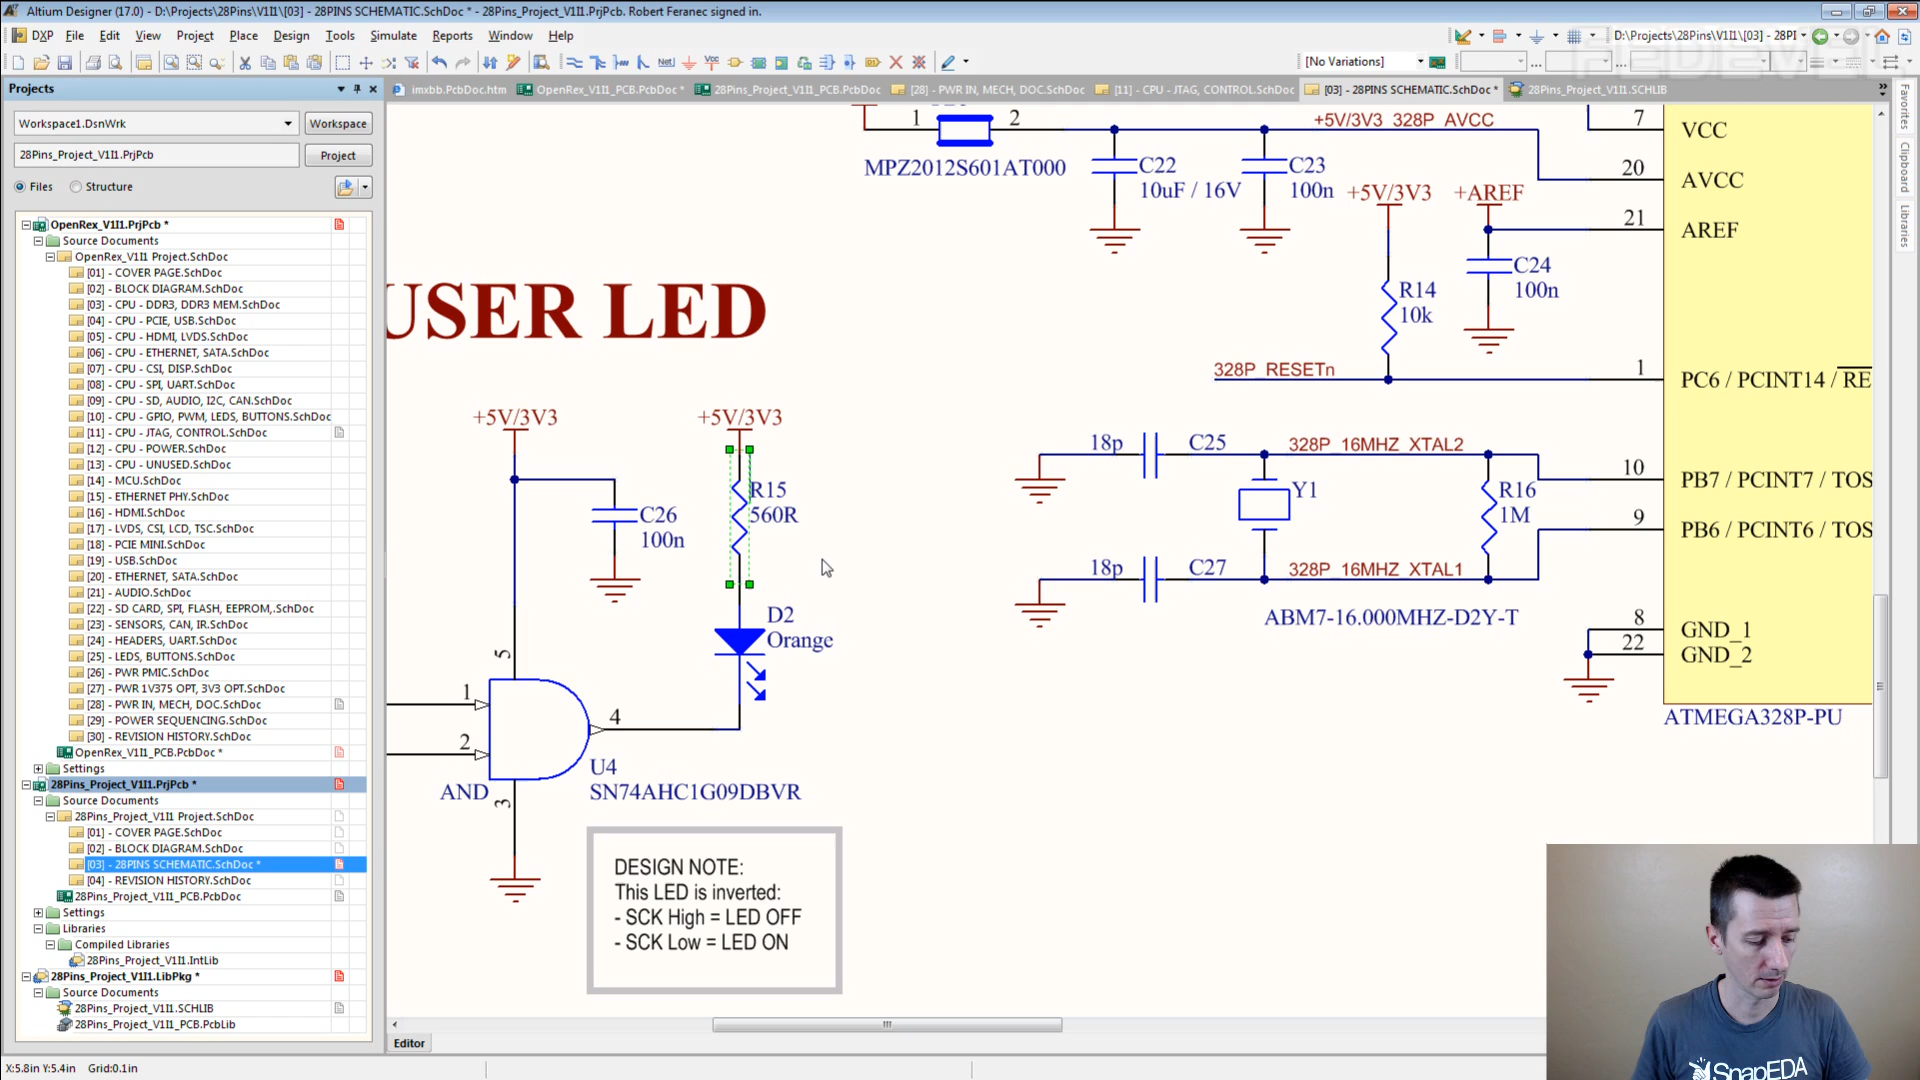 Altium Designer (17.0) - D:\Projects\28Pins\V1I1\[03] - 28PINS SCHEMATIC.SchDoc * - 28Pins_Project_V1I1.PrjPcb. Robert Feranec signed in.
DXP File Edit View Project Place Design Tools Simulate Reports Window Help
D:\Projects\28Pins\V1I1\[03] - 28PI
[No Variations]
Projects
imxbb.PcbDoc.htm
OpenRex_V1I1_PCB.PcbDoc *
28Pins_Project_V1I1_PCB.PcbDoc
[28] - PWR IN, MECH, DOC.SchDoc
[11] - CPU - JTAG, CONTROL.SchDoc
[03] - 28PINS SCHEMATIC.SchDoc *
28Pins_Project_V1I1.SCHLIB
Favorites
Clipboard
Libraries
Workspace1.DsnWrk
Workspace
28Pins_Project_V1I1.PrjPcb
Project
Files
Structure
OpenRex_V1I1.PrjPcb *
Source Documents
OpenRex_V1I1 Project.SchDoc
[01] - COVER PAGE.SchDoc
[02] - BLOCK DIAGRAM.SchDoc
[03] - CPU - DDR3, DDR3 MEM.SchDoc
[04] - CPU - PCIE, USB.SchDoc
[05] - CPU - HDMI, LVDS.SchDoc
[06] - CPU - ETHERNET, SATA.SchDoc
[07] - CPU - CSI, DISP.SchDoc
[08] - CPU - SPI, UART.SchDoc
[09] - CPU - SD, AUDIO, I2C, CAN.SchDoc
[10] - CPU - GPIO, PWM, LEDS, BUTTONS.SchDoc
[11] - CPU - JTAG, CONTROL.SchDoc
[12] - CPU - POWER.SchDoc
[13] - CPU - UNUSED.SchDoc
[14] - MCU.SchDoc
[15] - ETHERNET PHY.SchDoc
[16] - HDMI.SchDoc
[17] - LVDS, CSI, LCD, TSC.SchDoc
[18] - PCIE MINI.SchDoc
[19] - USB.SchDoc
[20] - ETHERNET, SATA.SchDoc
[21] - AUDIO.SchDoc
[22] - SD CARD, SPI, FLASH, EEPROM,.SchDoc
[23] - SENSORS, CAN, IR.SchDoc
[24] - HEADERS, UART.SchDoc
[25] - LEDS, BUTTONS.SchDoc
[26] - PWR PMIC.SchDoc
[27] - PWR 1V375 OPT, 3V3 OPT.SchDoc
[28] - PWR IN, MECH, DOC.SchDoc
[29] - POWER SEQUENCING.SchDoc
[30] - REVISION HISTORY.SchDoc
OpenRex_V1I1_PCB.PcbDoc *
Settings
28Pins_Project_V1I1.PrjPcb *
Source Documents
28Pins_Project_V1I1 Project.SchDoc
[01] - COVER PAGE.SchDoc
[02] - BLOCK DIAGRAM.SchDoc
[03] - 28PINS SCHEMATIC.SchDoc *
[04] - REVISION HISTORY.SchDoc
28Pins_Project_V1I1_PCB.PcbDoc
Settings
Libraries
Compiled Libraries
28Pins_Project_V1I1.IntLib
28Pins_Project_V1I1.LibPkg *
Source Documents
28Pins_Project_V1I1.SCHLIB
28Pins_Project_V1I1_PCB.PcbLib
1
2
MPZ2012S601AT000
+5V/3V3_328P_AVCC
C22
10uF / 16V
C23
100n
+5V/3V3
+AREF
7
VCC
20
AVCC
21
AREF
C24
100n
R14
10k
328P_RESETn
1
PC6 / PCINT14 / RE
USER LED
+5V/3V3
+5V/3V3
C26
100n
R15
560R
D2
Orange
5
1
2
4
3
AND
U4
SN74AHC1G09DBVR
18p
C25
328P_16MHZ_XTAL2
Y1
R16
1M
10
PB7 / PCINT7 / TOS
9
PB6 / PCINT6 / TOS
18p
C27
328P_16MHZ_XTAL1
ABM7-16.000MHZ-D2Y-T
8
GND_1
22
GND_2
ATMEGA328P-PU
DESIGN NOTE:
This LED is inverted:
- SCK High = LED OFF
- SCK Low = LED ON
Editor
X:5.8in Y:5.4in Grid:0.1in
SnapEDA